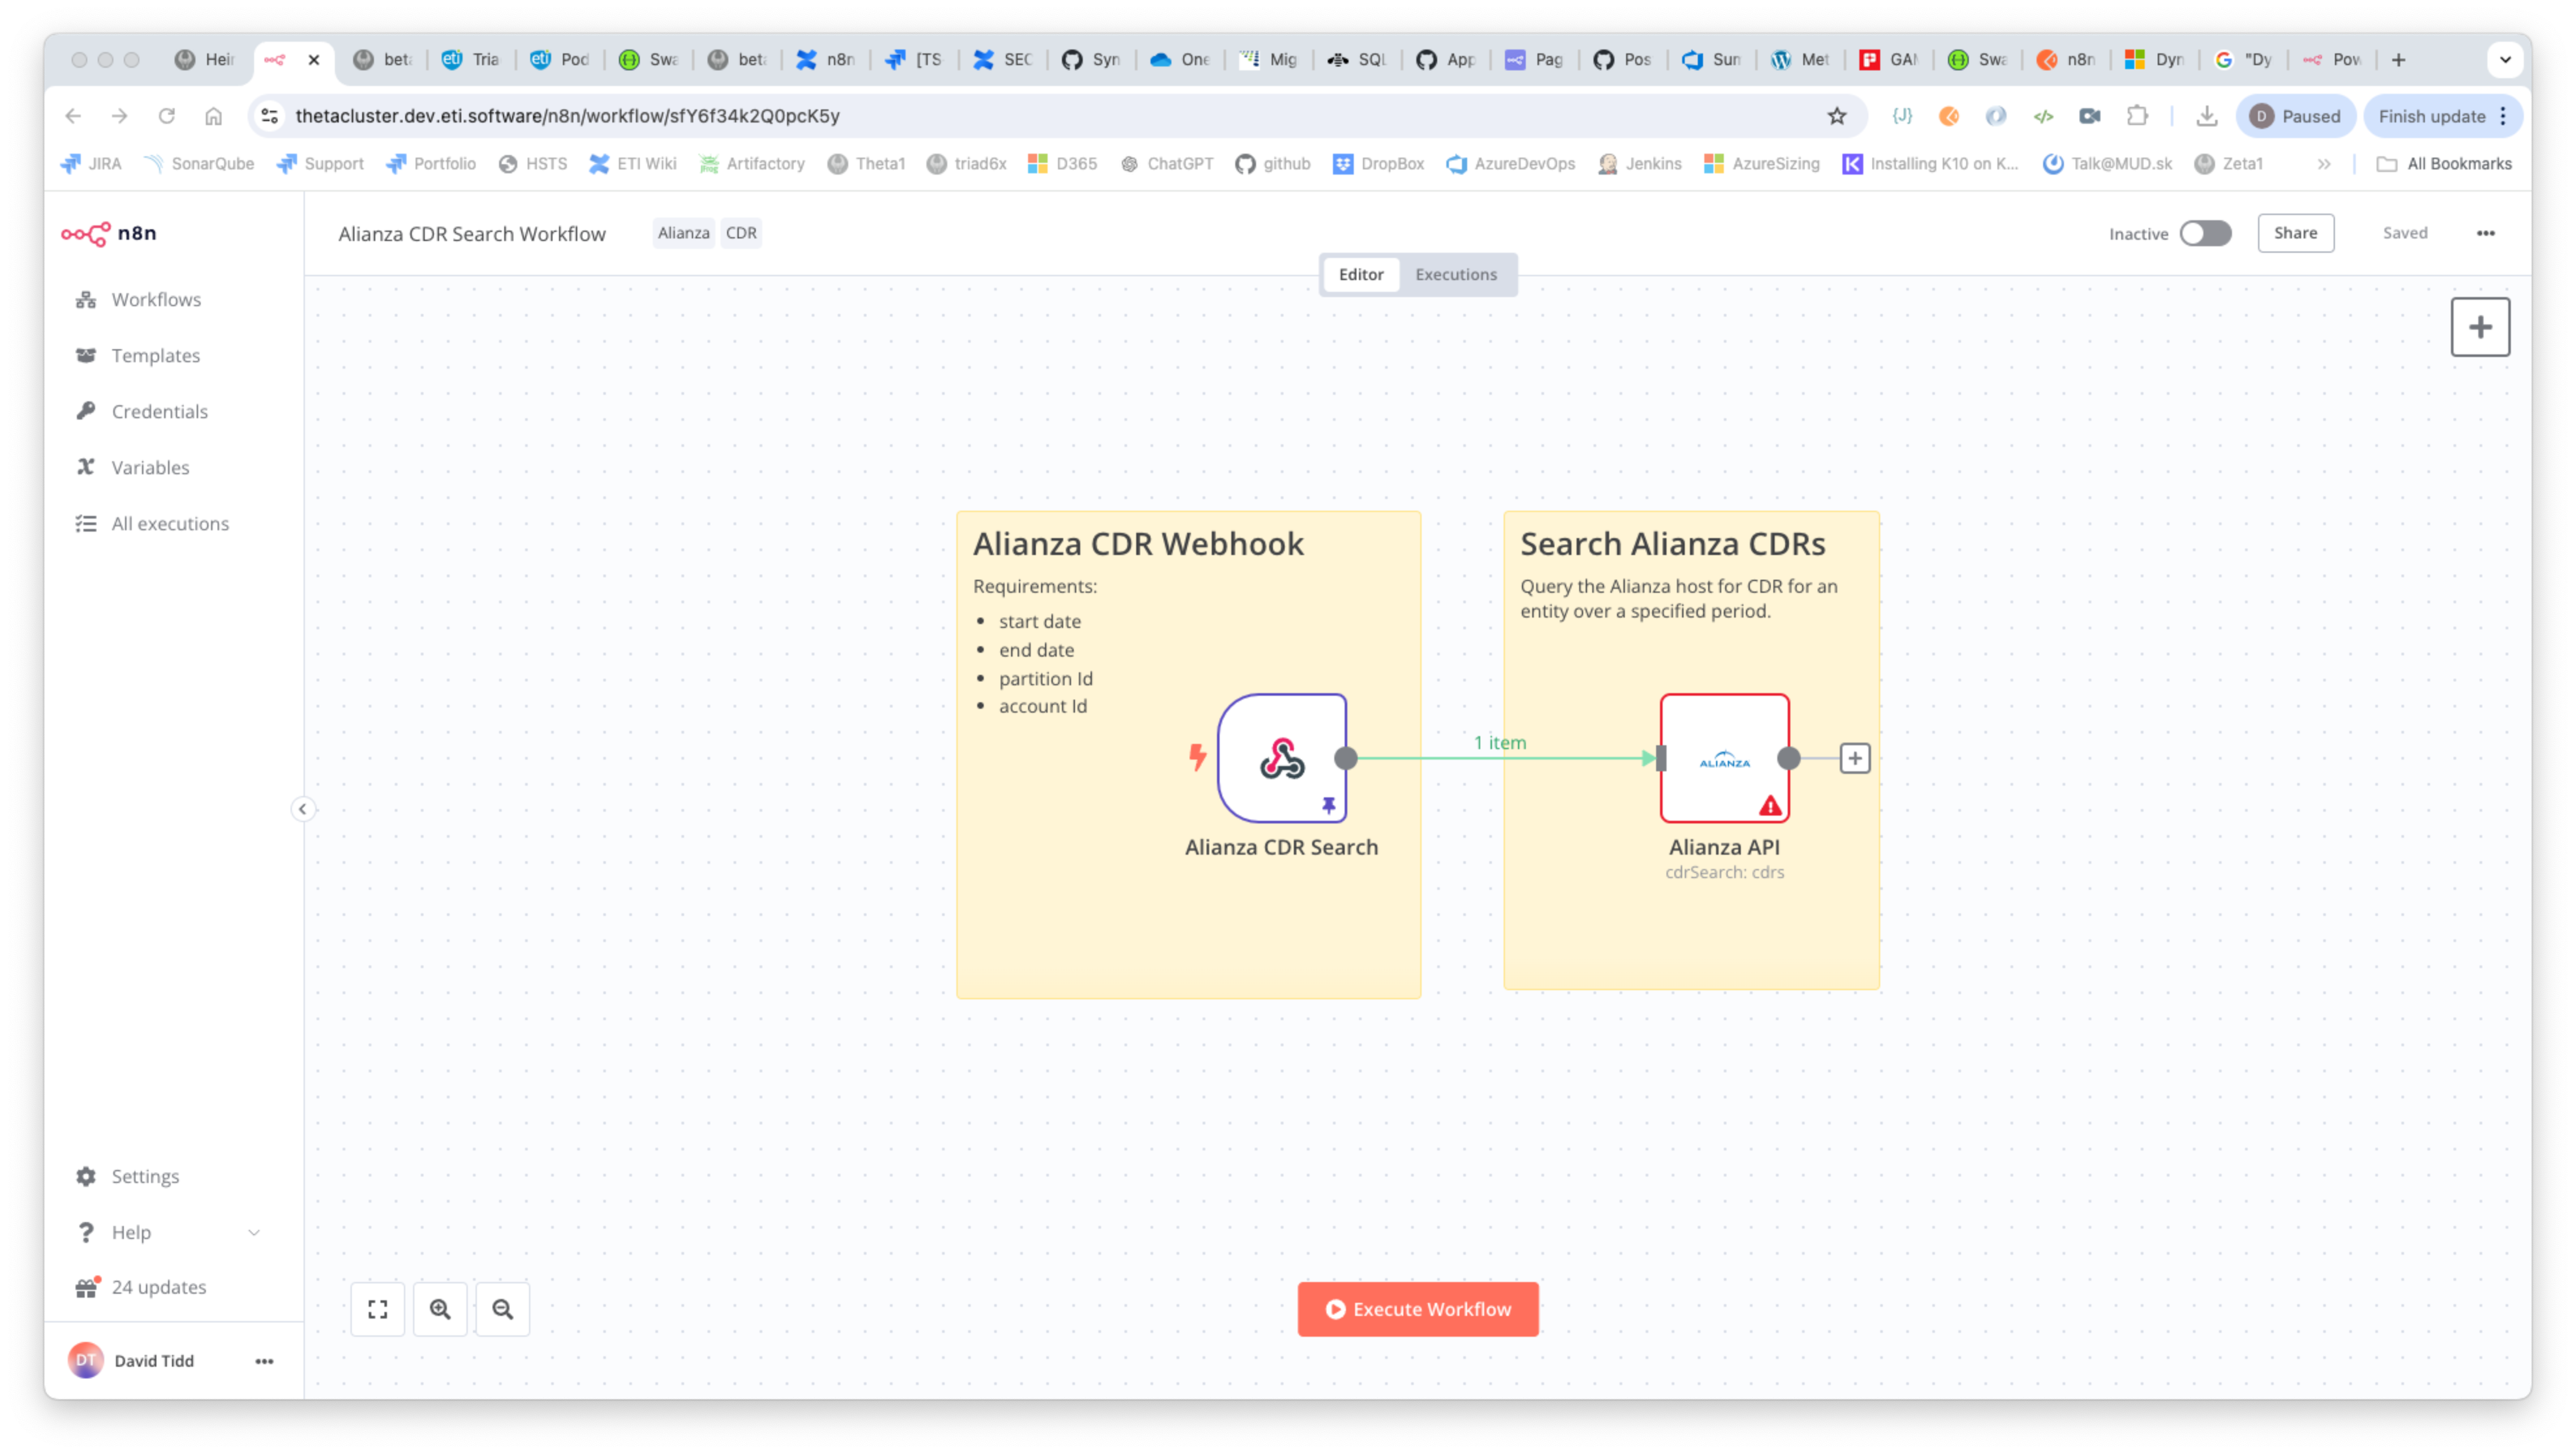 Hei
bet
Tria
Pod
Swa
bet
n8n
[TS
SEC
Syn
One
Mig
SQL
App
Pag
Pos
Sun
Met
GAI
Swa
n8n
Dyn
"Dy
Pow
thetacluster.dev.eti.software/n8n/workflow/sfY6f34k2Q0pcK5y
{J}
</>
D Paused
Finish update
JIRA
SonarQube
Support
Portfolio
HSTS
ETI Wiki
Artifactory
Theta1
triad6x
D365
ChatGPT
github
DropBox
AzureDevOps
Jenkins
AzureSizing
Installing K10 on K...
Talk@MUD.sk
Zeta1
All Bookmarks
n8n
Alianza CDR Search Workflow
Alianza
CDR
Inactive
Share
Saved
Editor
Executions
Workflows
Templates
Credentials
Variables
All executions
Alianza CDR Webhook
Requirements:
• start date
• end date
• partition Id
• account Id
Alianza CDR Search
1 item
Search Alianza CDRs
Query the Alianza host for CDR for an
entity over a specified period.
ALIANZA
Alianza API
cdrSearch: cdrs
Settings
Help
24 updates
DT
David Tidd
Execute Workflow